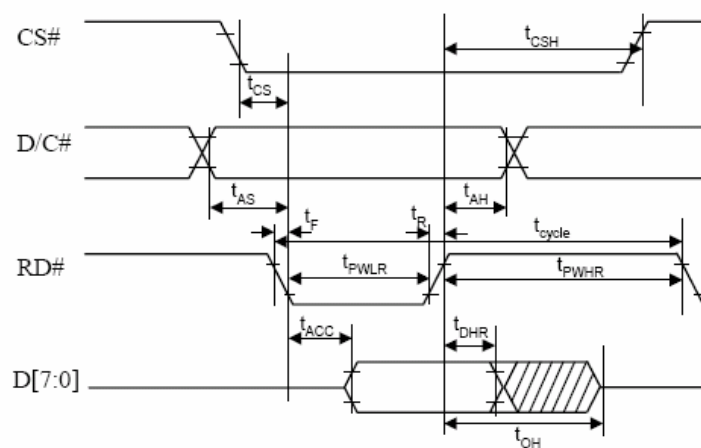 CS#
tCSH
tCS
D/C#
tAS
tAH
tF
tR
tcycle
RD#
tPWLR
tPWHR
tACC
tDHR
D[7:0]
tOH